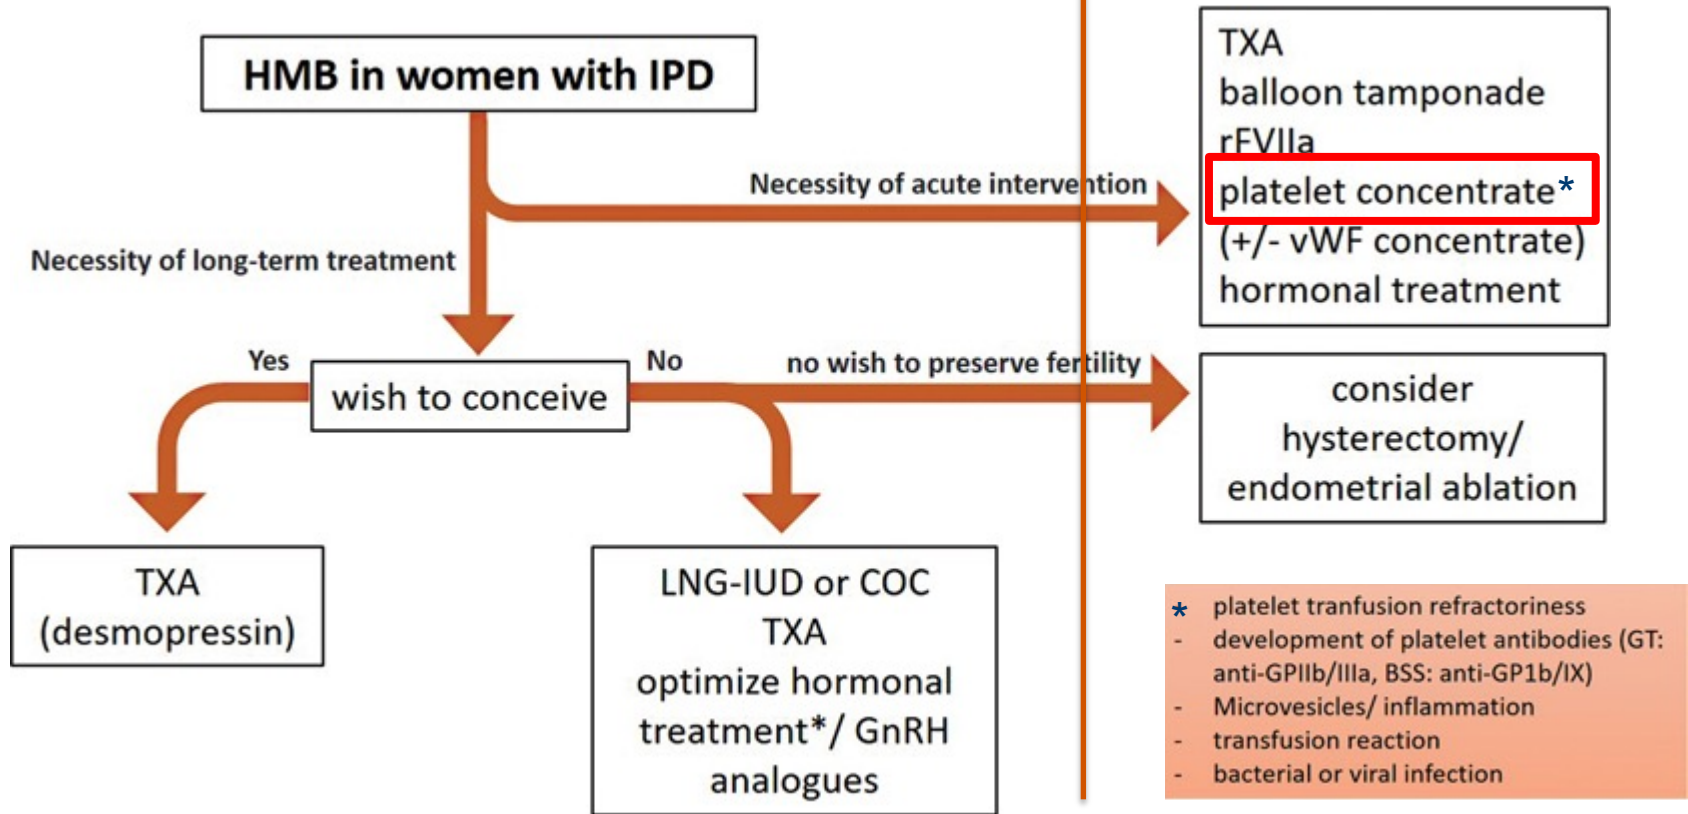 HMB in women with IPD
TXA
balloon tamponade
rFVIIa
platelet concentrate*
(+/- vWF concentrate)
hormonal treatment
Necessity of acute intervention
Necessity of long-term treatment
Yes
wish to conceive
No
no wish to preserve fertility
consider
hysterectomy/
endometrial ablation
TXA
(desmopressin)
LNG-IUD or COC
TXA
optimize hormonal
treatment*/ GnRH
analogues
* platelet tranfusion refractoriness
- development of platelet antibodies (GT:
anti-GPIIb/IIIa, BSS: anti-GP1b/IX)
- Microvesicles/ inflammation
- transfusion reaction
- bacterial or viral infection